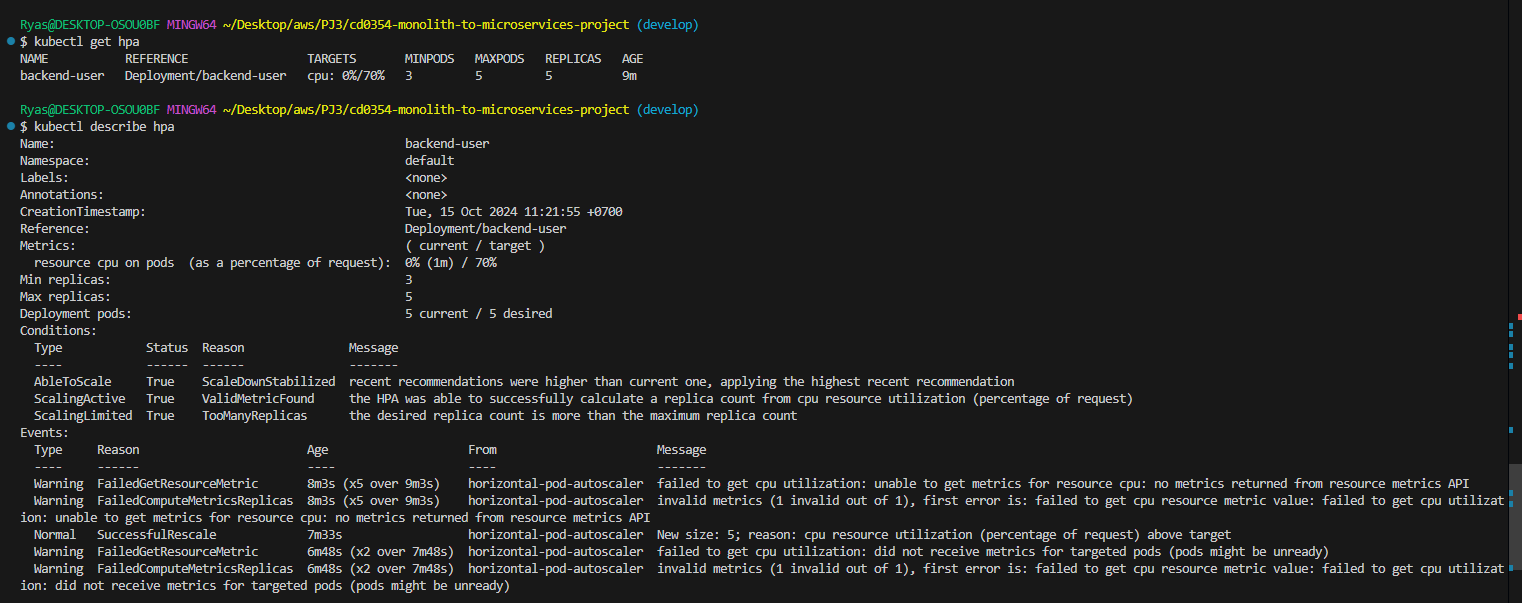 Ryas@DESKTOP-OSOU0BF MINGW64 ~/Desktop/aws/PJ3/cd0354-monolith-to-microservices-project (develop)
$ kubectl get hpa
NAME REFERENCE TARGETS MINPODS MAXPODS REPLICAS AGE
backend-user Deployment/backend-user cpu: 0%/70% 3 5 5 9m
Ryas@DESKTOP-OSOU0BF MINGW64 ~/Desktop/aws/PJ3/cd0354-monolith-to-microservices-project (develop)
$ kubectl describe hpa
Name: backend-user
Namespace: default
Labels: <none>
Annotations: <none>
CreationTimestamp: Tue, 15 Oct 2024 11:21:55 +0700
Reference: Deployment/backend-user
Metrics: ( current / target )
resource cpu on pods (as a percentage of request): 0% (1m) / 70%
Min replicas: 3
Max replicas: 5
Deployment pods: 5 current / 5 desired
Conditions:
Type Status Reason Message
---- ------ ------ -------
AbleToScale True ScaleDownStabilized recent recommendations were higher than current one, applying the highest recent recommendation
ScalingActive True ValidMetricFound the HPA was able to successfully calculate a replica count from cpu resource utilization (percentage of request)
ScalingLimited True TooManyReplicas the desired replica count is more than the maximum replica count
Events:
Type Reason Age From Message
---- ------ ---- ---- -------
Warning FailedGetResourceMetric 8m3s (x5 over 9m3s) horizontal-pod-autoscaler failed to get cpu utilization: unable to get metrics for resource cpu: no metrics returned from resource metrics API
Warning FailedComputeMetricsReplicas 8m3s (x5 over 9m3s) horizontal-pod-autoscaler invalid metrics (1 invalid out of 1), first error is: failed to get cpu resource metric value: failed to get cpu utilizat
ion: unable to get metrics for resource cpu: no metrics returned from resource metrics API
Normal SuccessfulRescale 7m33s horizontal-pod-autoscaler New size: 5; reason: cpu resource utilization (percentage of request) above target
Warning FailedGetResourceMetric 6m48s (x2 over 7m48s) horizontal-pod-autoscaler failed to get cpu utilization: did not receive metrics for targeted pods (pods might be unready)
Warning FailedComputeMetricsReplicas 6m48s (x2 over 7m48s) horizontal-pod-autoscaler invalid metrics (1 invalid out of 1), first error is: failed to get cpu resource metric value: failed to get cpu utilizat
ion: did not receive metrics for targeted pods (pods might be unready)